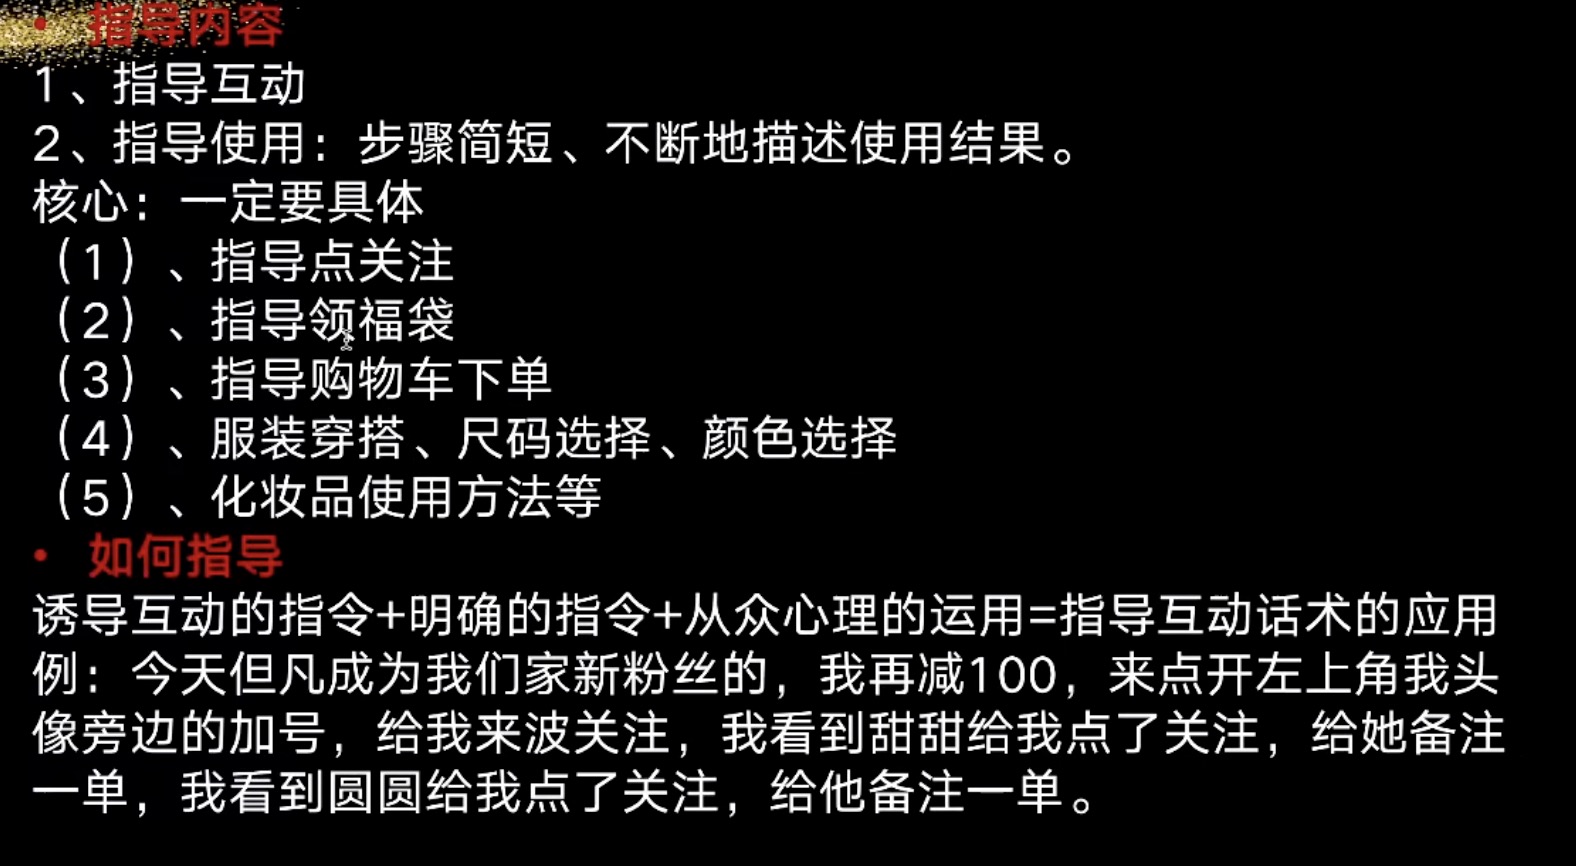 • 指导内容
1、指导互动
2、指导使用：步骤简短、不断地描述使用结果。
核心：一定要具体
（1）、指导点关注
（2）、指导领福袋
（3）、指导购物车下单
（4）、服装穿搭、尺码选择、颜色选择
（5）、化妆品使用方法等
• 如何指导
诱导互动的指令+明确的指令+从众心理的运用=指导互动话术的应用
例：今天但凡成为我们家新粉丝的，我再减100，来点开左上角我头
像旁边的加号，给我来波关注，我看到甜甜给我点了关注，给她备注
一单，我看到圆圆给我点了关注，给他备注一单。